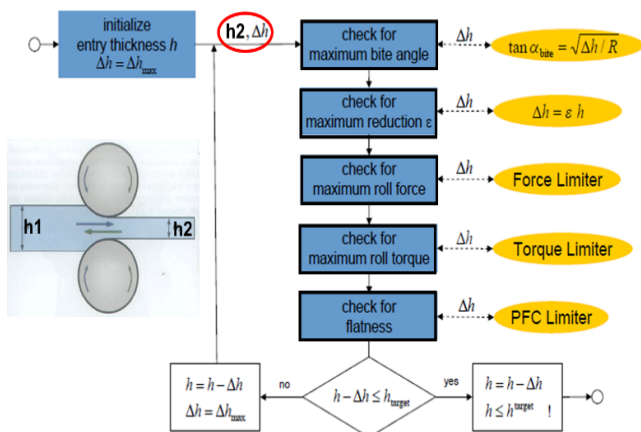 initialize
entry thickness h
Δh = Δh_max
h2, Δh
check for
maximum bite angle
Δh
tan α_bite = √Δh / R
check for
maximum reduction ε
Δh
Δh = ε h
check for
maximum roll force
Δh
Force Limiter
h1
h2
check for
maximum roll torque
Δh
Torque Limiter
check for
flatness
Δh
PFC Limiter
h = h − Δh
Δh = Δh_max
no
h − Δh ≤ h_target
yes
h = h − Δh
h ≤ h^target !